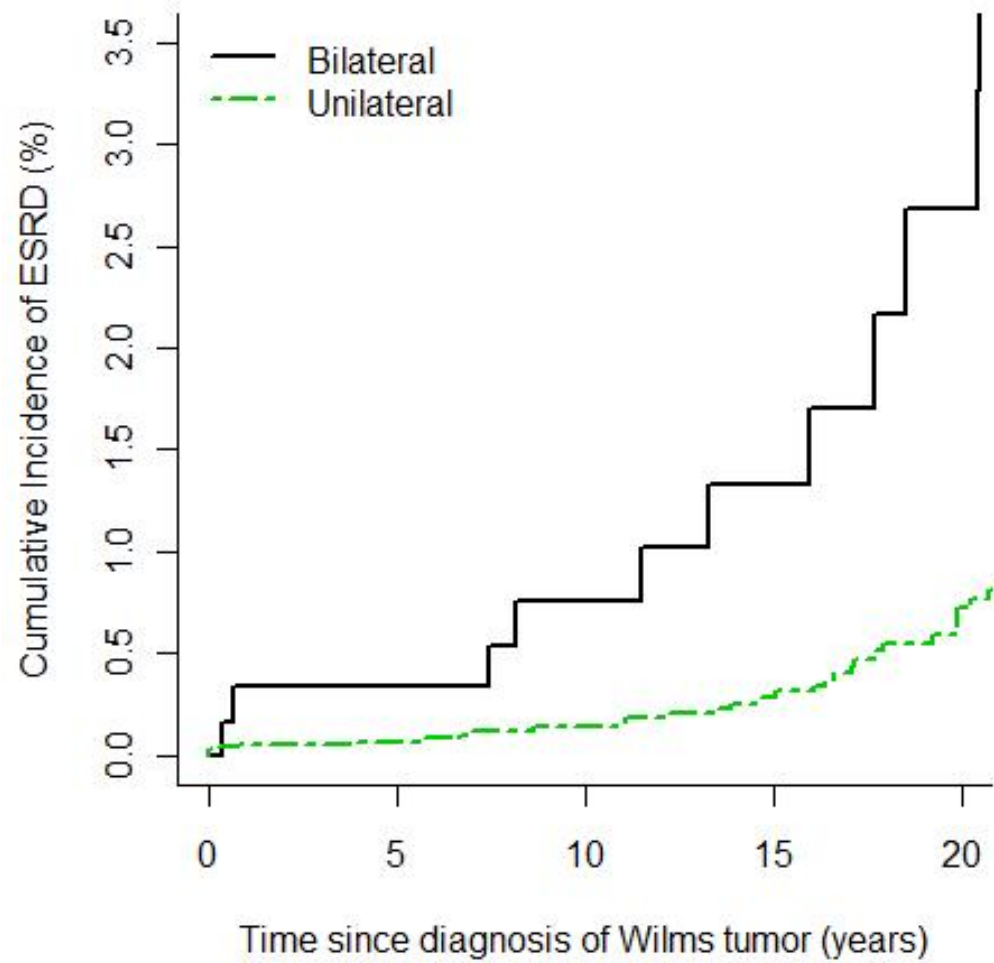 Bilateral
Unilateral
Cumulative Incidence of ESRD (%)
3.5
3.0
2.5
2.0
1.5
1.0
0.5
0.0
0 5 10 15 20
Time since diagnosis of Wilms tumor (years)